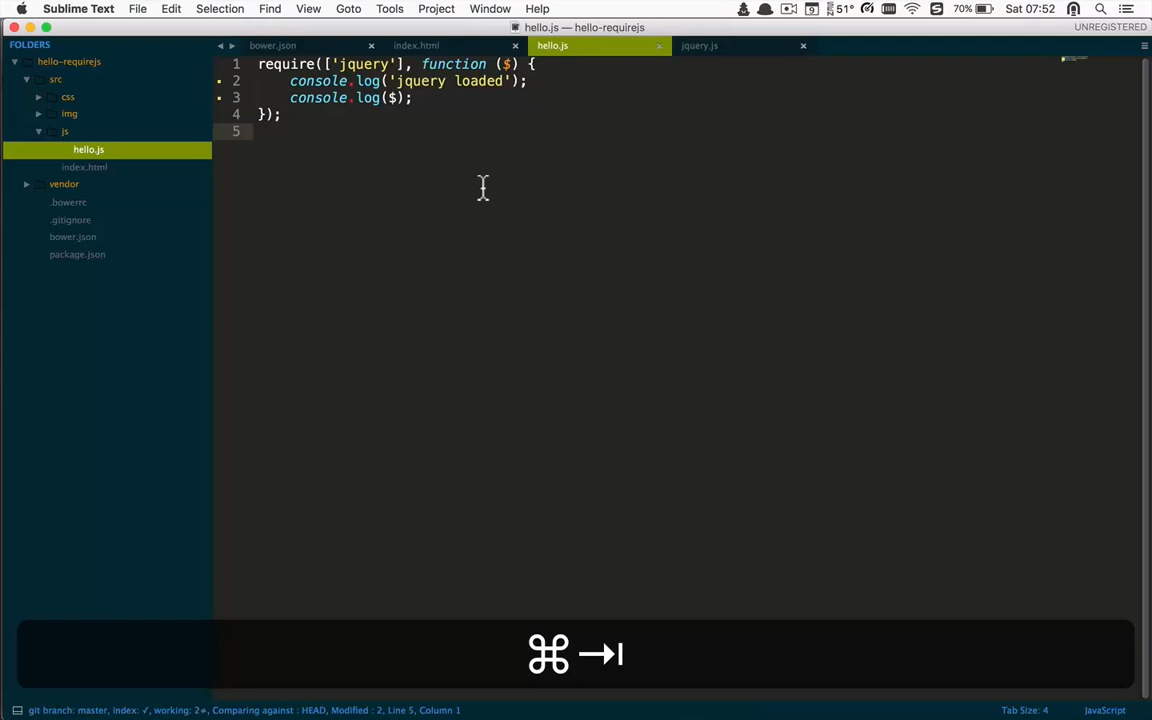 Sublime Text File Edit Selection Find View Goto Tools Project Window Help 9 51° 70% Sat 07:52
hello.js — hello-requirejs UNREGISTERED
FOLDERS
hello-requirejs
src
css
img
js
hello.js
index.html
vendor
.bowerrc
.gitignore
bower.json
package.json
bower.json index.html hello.js jquery.js
1 require(['jquery'], function ($) {
2 console.log('jquery loaded');
3 console.log($);
4 });
5
⌘⇥
git branch: master, index: ✓, working: 2≠, Comparing against : HEAD, Modified : 2, Line 5, Column 1 Tab Size: 4 JavaScript